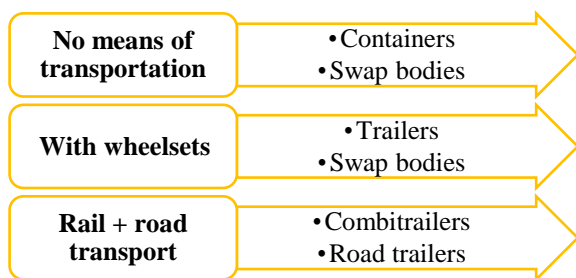 No means of
transportation
•Containers
•Swap bodies
With wheelsets
•Trailers
•Swap bodies
Rail + road
transport
•Combitrailers
•Road trailers